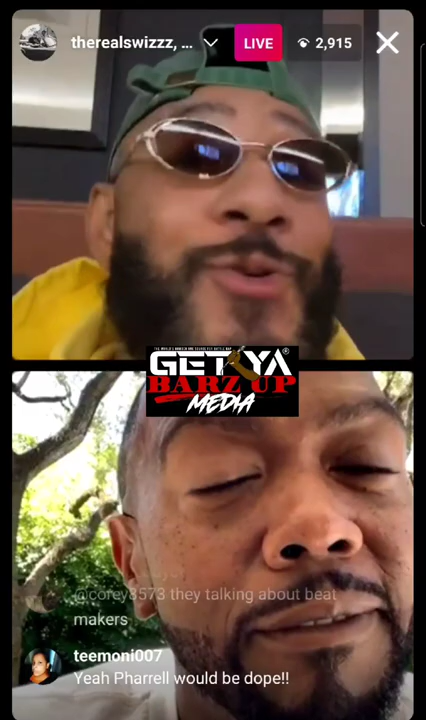 therealswizzz, ...
LIVE
2,915
GET YA®
BARZ UP
MEDIA
@corey3573 they talking about beat
makers
teemoni007
Yeah Pharrell would be dope!!